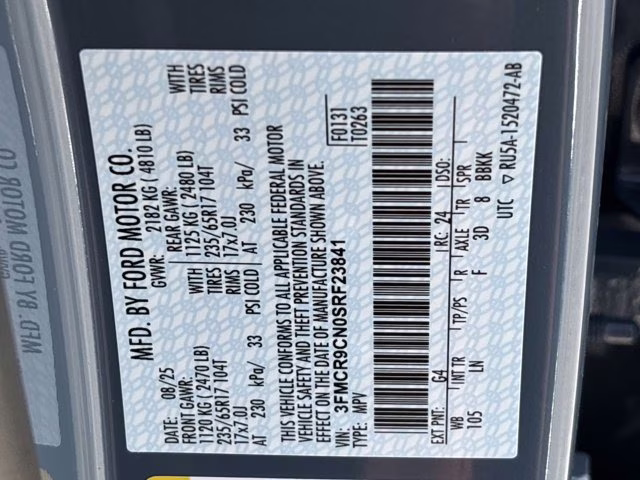 MFD. BY FORD MOTOR CO.
DATE: 08/25 GVWR: 2182 KG ( 4810 LB)
FRONT GAWR: REAR GAWR:
1120 KG ( 2470 LB) WITH 1125 KG ( 2480 LB) WITH
235/65R17 104T TIRES 235/65R17 104T TIRES
17x7.0J RIMS 17x7.0J RIMS
AT 230 kPa/ 33 PSI COLD AT 230 kPa/ 33 PSI COLD
THIS VEHICLE CONFORMS TO ALL APPLICABLE FEDERAL MOTOR
VEHICLE SAFETY AND THEFT PREVENTION STANDARDS IN
EFFECT ON THE DATE OF MANUFACTURE SHOWN ABOVE.
VIN: 3FMCR9CN0SRF23841
TYPE: MPV
F0131
T0263
EXT PNT: G4 RC: 24 DSO:
WB INT TR TP/PS R AXLE TR SPR
105 LN F 3D 8 BBKK
UTC ▽ RU5A-1520472-AB
MFD. BY FORD MOTOR CO